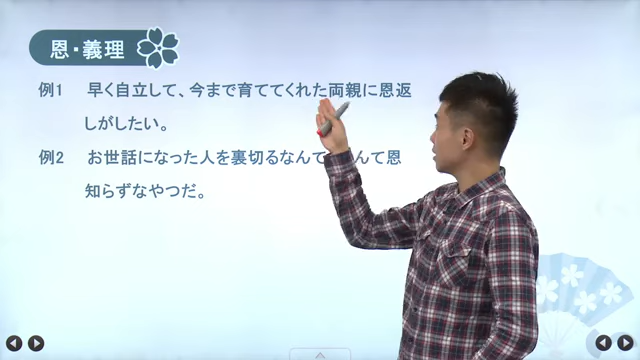 恩・義理
例1 早く自立して、今まで育ててくれた両親に恩返
しがしたい。
例2 お世話になった人を裏切るなんて んて恩
知らずなやつだ。